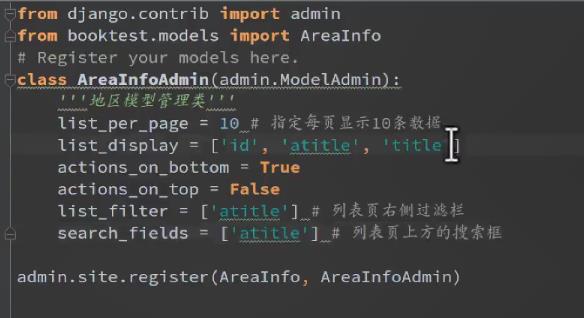 from django.contrib import admin
from booktest.models import AreaInfo
# Register your models here.
class AreaInfoAdmin(admin.ModelAdmin):
    '''地区模型管理类'''
    list_per_page = 10 # 指定每页显示10条数据
    list_display = ['id', 'atitle', 'title']
    actions_on_bottom = True
    actions_on_top = False
    list_filter = ['atitle'] # 列表页右侧过滤栏
    search_fields = ['atitle'] # 列表页上方的搜索框
admin.site.register(AreaInfo, AreaInfoAdmin)